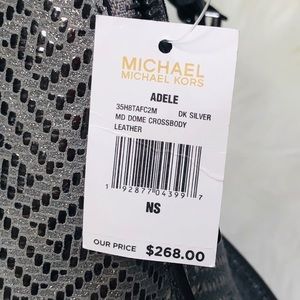 MICHAEL
MICHAEL KORS
ADELE
35H8TAFC2M DK SILVER
MD DOME CROSSBODY
LEATHER
1 92877 04399 7
NS
OUR PRICE $268.00